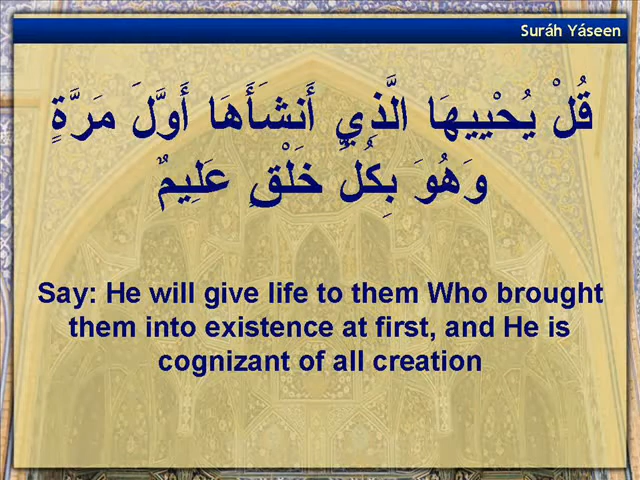 Suráh Yáseen
قُلْ يُحْيِيهَا الَّذِي أَنشَأَهَا أَوَّلَ مَرَّةٍ
وَهُوَ بِكُلِّ خَلْقٍ عَلِيمٌ
Say: He will give life to them Who brought
them into existence at first, and He is
cognizant of all creation